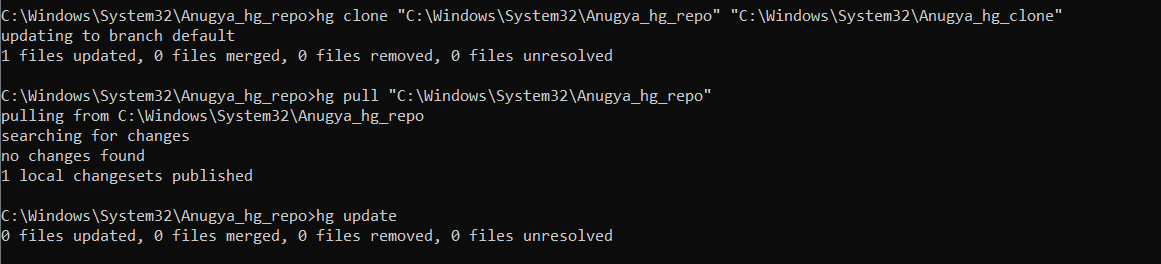 C:\Windows\System32\Anugya_hg_repo>hg clone "C:\Windows\System32\Anugya_hg_repo" "C:\Windows\System32\Anugya_hg_clone"
updating to branch default
1 files updated, 0 files merged, 0 files removed, 0 files unresolved
C:\Windows\System32\Anugya_hg_repo>hg pull "C:\Windows\System32\Anugya_hg_repo"
pulling from C:\Windows\System32\Anugya_hg_repo
searching for changes
no changes found
1 local changesets published
C:\Windows\System32\Anugya_hg_repo>hg update
0 files updated, 0 files merged, 0 files removed, 0 files unresolved